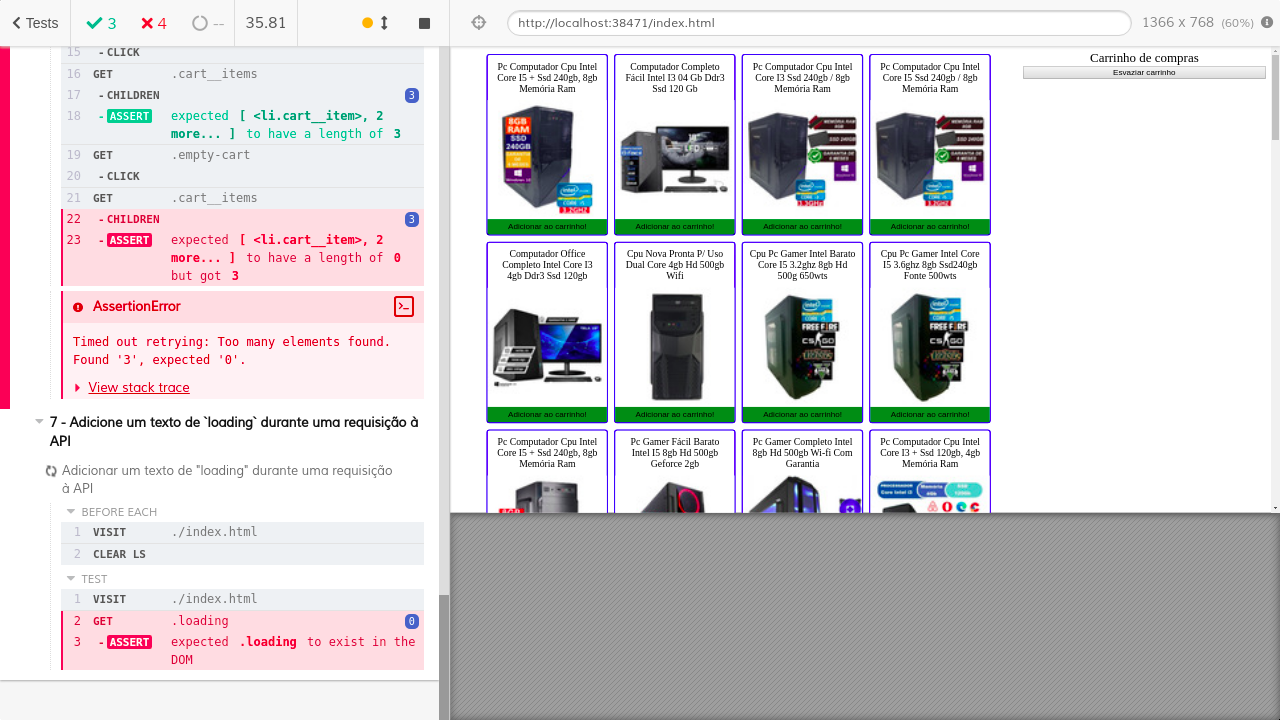 Tests
3
4
--
35.81
http://localhost:38471/index.html
1366 x 768 (60%)
15 - CLICK
16 GET .cart__items
17 - CHILDREN 3
18 - ASSERT expected [ <li.cart__item>, 2
more... ] to have a length of 3
19 GET .empty-cart
20 - CLICK
21 GET .cart__items
22 - CHILDREN 3
23 - ASSERT expected [ <li.cart__item>, 2
more... ] to have a length of 0
but got 3
AssertionError
Timed out retrying: Too many elements found.
Found '3', expected '0'.
View stack trace
7 - Adicione um texto de `loading` durante uma requisição à
API
Adicionar um texto de "loading" durante uma requisição
à API
BEFORE EACH
1 VISIT ./index.html
2 CLEAR LS
TEST
1 VISIT ./index.html
2 GET .loading 0
3 - ASSERT expected .loading to exist in the
DOM
Pc Computador Cpu Intel
Core I5 + Ssd 240gb, 8gb
Memória Ram
8GB
RAM
SSD
240GB
Adicionar ao carrinho!
Computador Completo
Fácil Intel I3 04 Gb Ddr3
Ssd 120 Gb
Adicionar ao carrinho!
Pc Computador Cpu Intel
Core I3 Ssd 240gb / 8gb
Memória Ram
Adicionar ao carrinho!
Pc Computador Cpu Intel
Core I5 Ssd 240gb / 8gb
Memória Ram
Adicionar ao carrinho!
Computador Office
Completo Intel Core I3
4gb Ddr3 Ssd 120gb
Adicionar ao carrinho!
Cpu Nova Pronta P/ Uso
Dual Core 4gb Hd 500gb
Wifi
Adicionar ao carrinho!
Cpu Pc Gamer Intel Barato
Core I5 3.2ghz 8gb Hd
500g 650wts
FREE FIRE
CS:GO
Adicionar ao carrinho!
Cpu Pc Gamer Intel Core
I5 3.6ghz 8gb Ssd240gb
Fonte 500wts
FREE FIRE
CS:GO
Adicionar ao carrinho!
Pc Computador Cpu Intel
Core I5 + Ssd 240gb, 8gb
Memória Ram
Pc Gamer Fácil Barato
Intel I5 8gb Hd 500gb
Geforce 2gb
Pc Gamer Completo Intel
8gb Hd 500gb Wi-fi Com
Garantia
Pc Computador Cpu Intel
Core I3 + Ssd 120gb, 4gb
Memória Ram
Carrinho de compras
Esvaziar carrinho